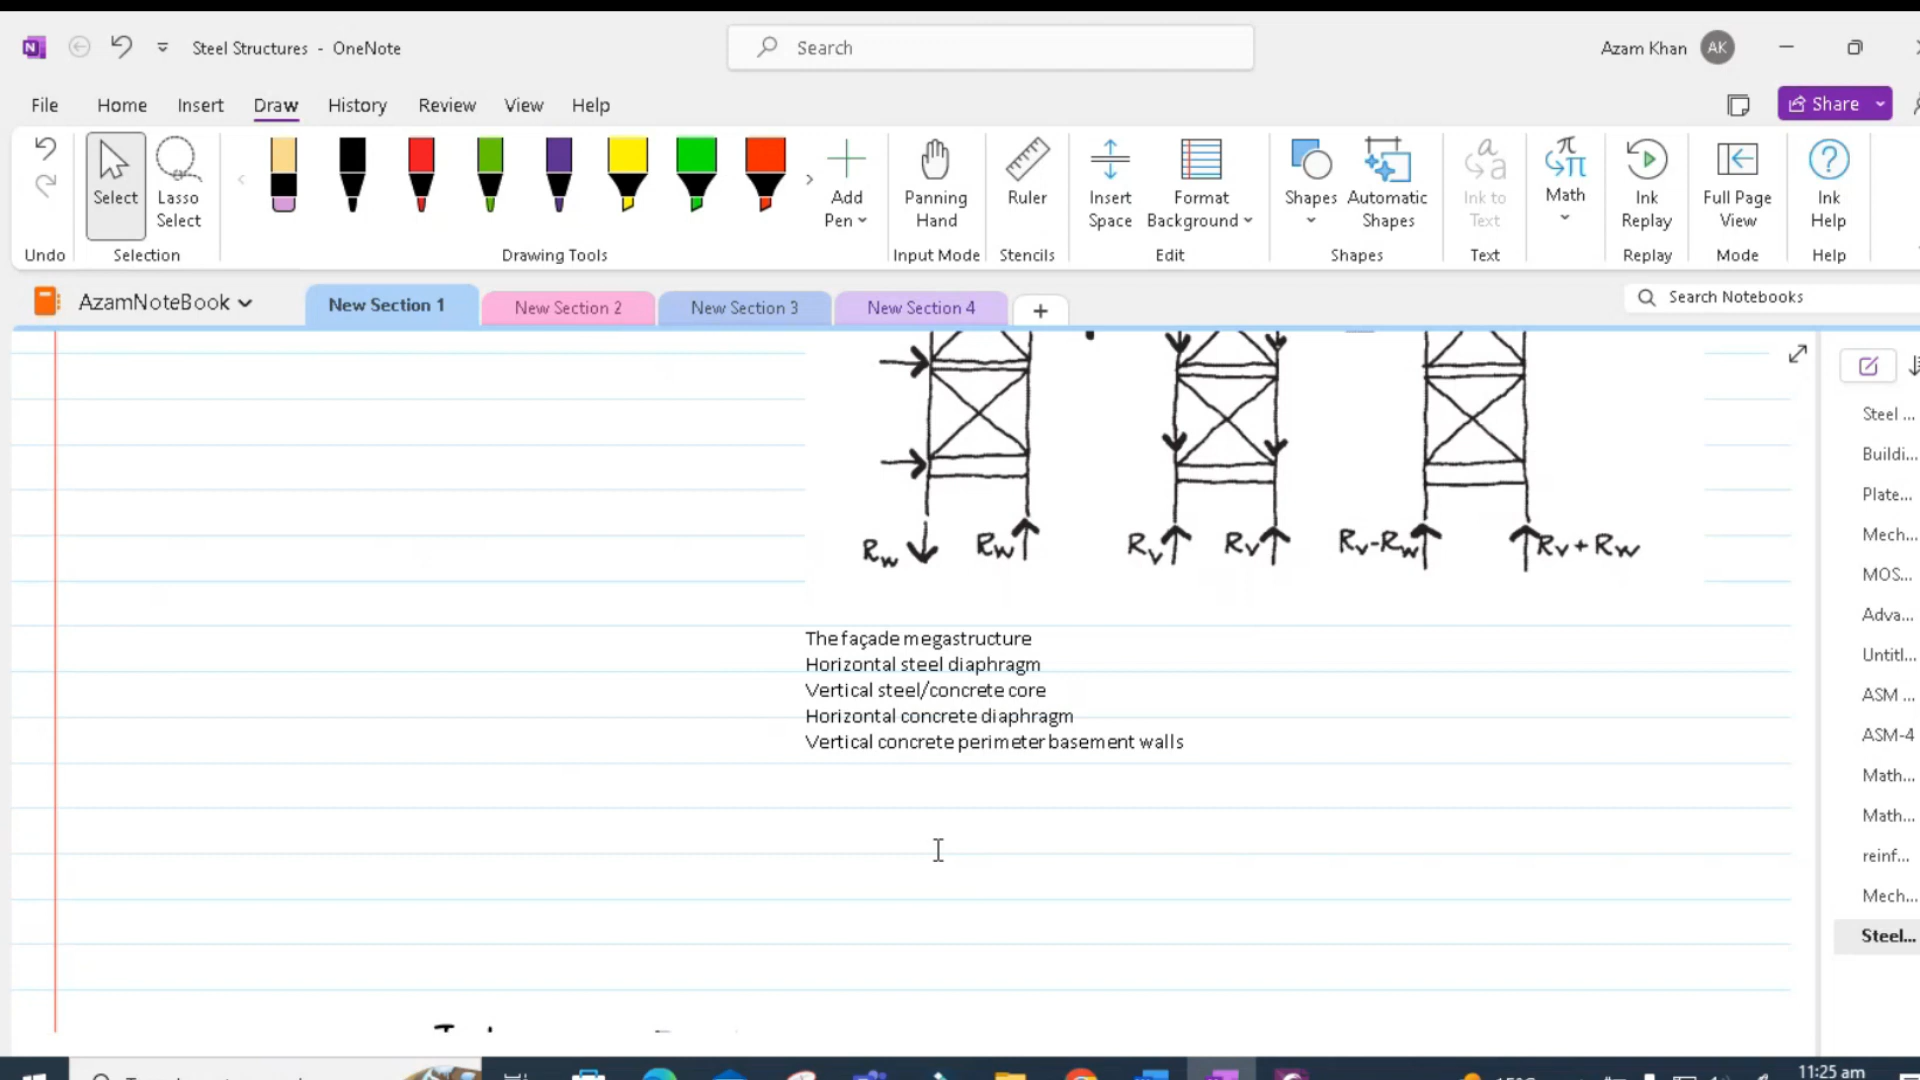 Steel Structures - OneNote
Search
Azam Khan AK
File Home Insert Draw History Review View Help
Share
Select
Lasso Select
Add Pen
Panning Hand
Ruler
Insert Space
Format Background
Shapes
Automatic Shapes
Ink to Text
Math
Ink Replay
Full Page View
Ink Help
Undo Selection Drawing Tools Input Mode Stencils Edit Shapes Text Replay Mode Help
AzamNoteBook New Section 1 New Section 2 New Section 3 New Section 4 +
Search Notebooks
Rw Rw Rv Rv Rv-Rw Rv+Rw
The façade megastructure
Horizontal steel diaphragm
Vertical steel/concrete core
Horizontal concrete diaphragm
Vertical concrete perimeter basement walls
Steel ...
Buildi...
Plate...
Mech...
MOS...
Adva...
Untitl...
ASM ...
ASM-4
Math...
Math...
reinf...
Mech...
Steel...
11:25 am